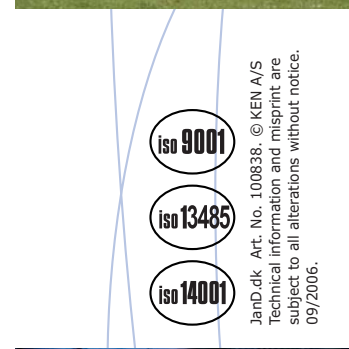 iso 9001
iso 13485
iso 14001
JanD.dk Art. No. 100838. © KEN A/S
Technical information and misprint are
subject to all alterations without notice.
09/2006.